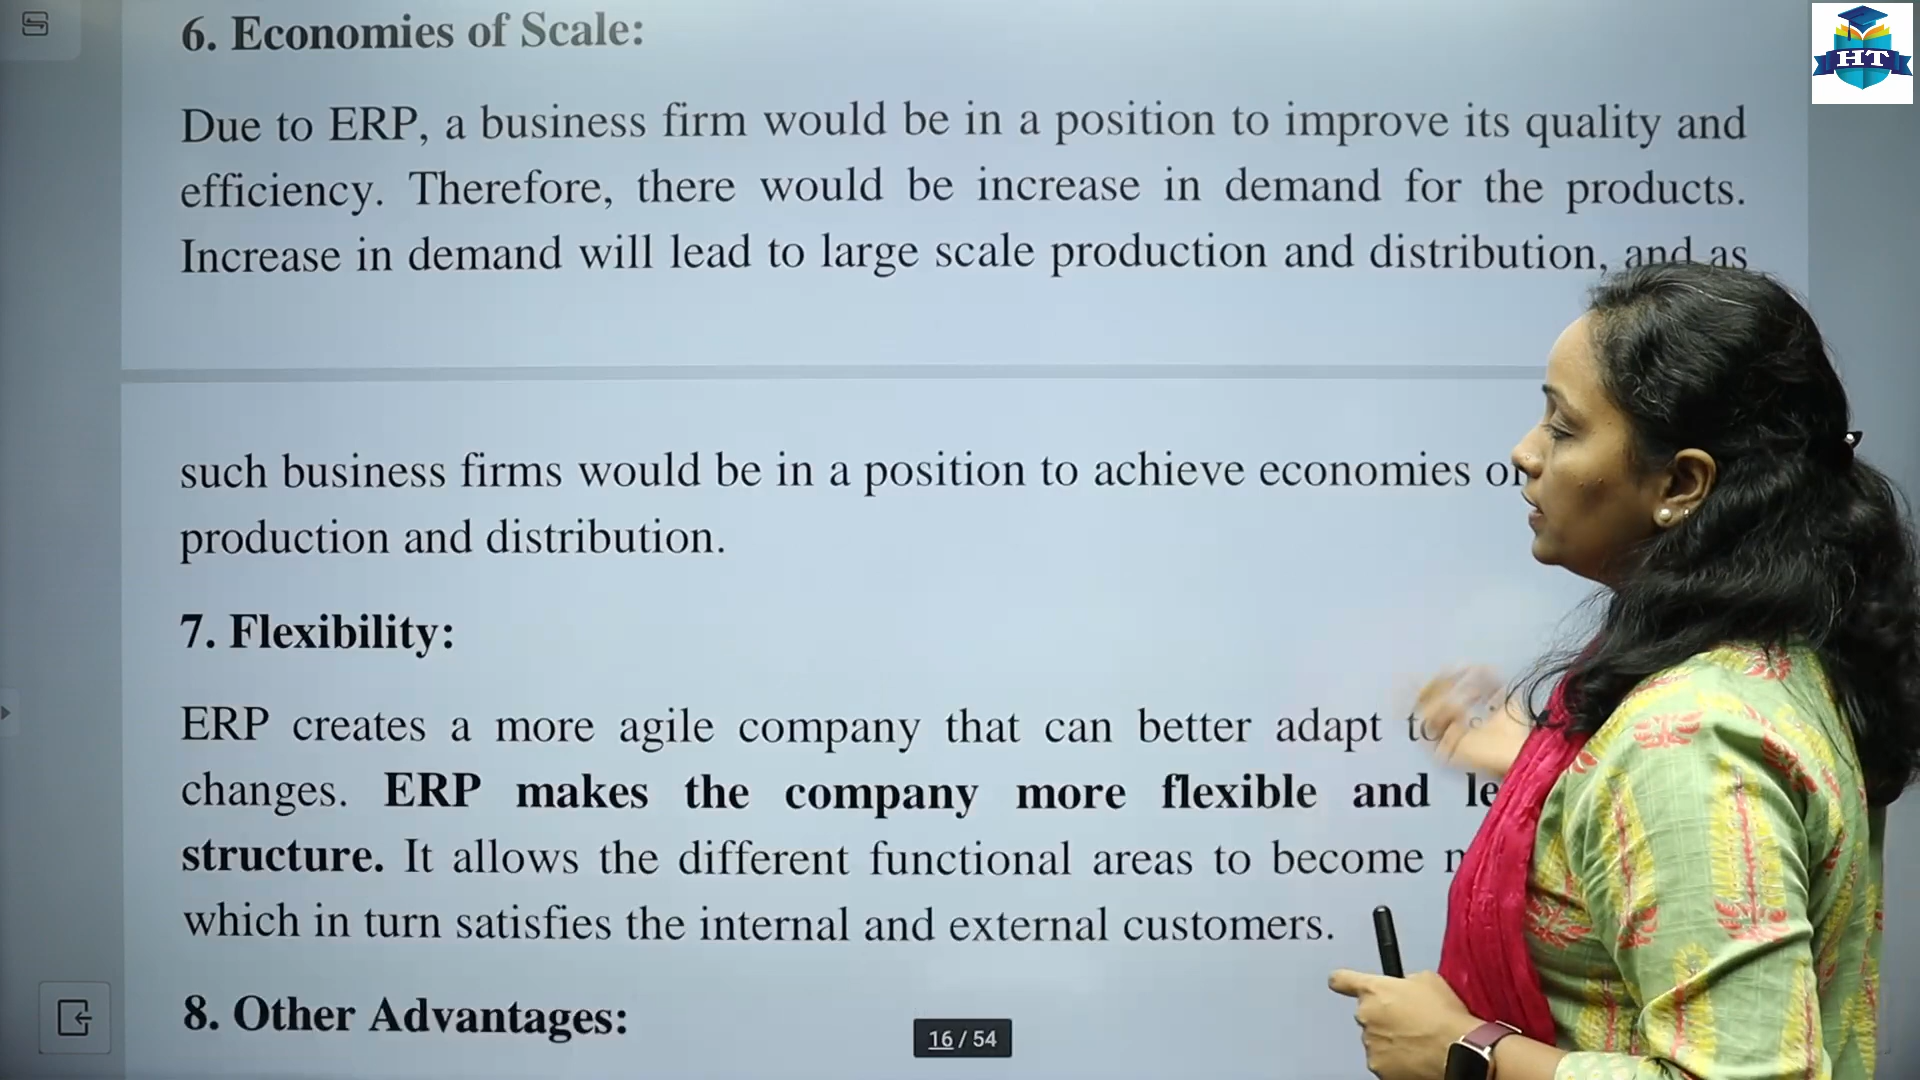 6. Economies of Scale:
HT
Due to ERP, a business firm would be in a position to improve its quality and
efficiency. Therefore, there would be increase in demand for the products.
Increase in demand will lead to large scale production and distribution, and as
such business firms would be in a position to achieve economies
production and distribution.
7. Flexibility:
ERP creates a more agile company that can better adapt to
changes. ERP makes the company more flexible and
structure. It allows the different functional areas to become
which in turn satisfies the internal and external customers.
8. Other Advantages:
16 / 54